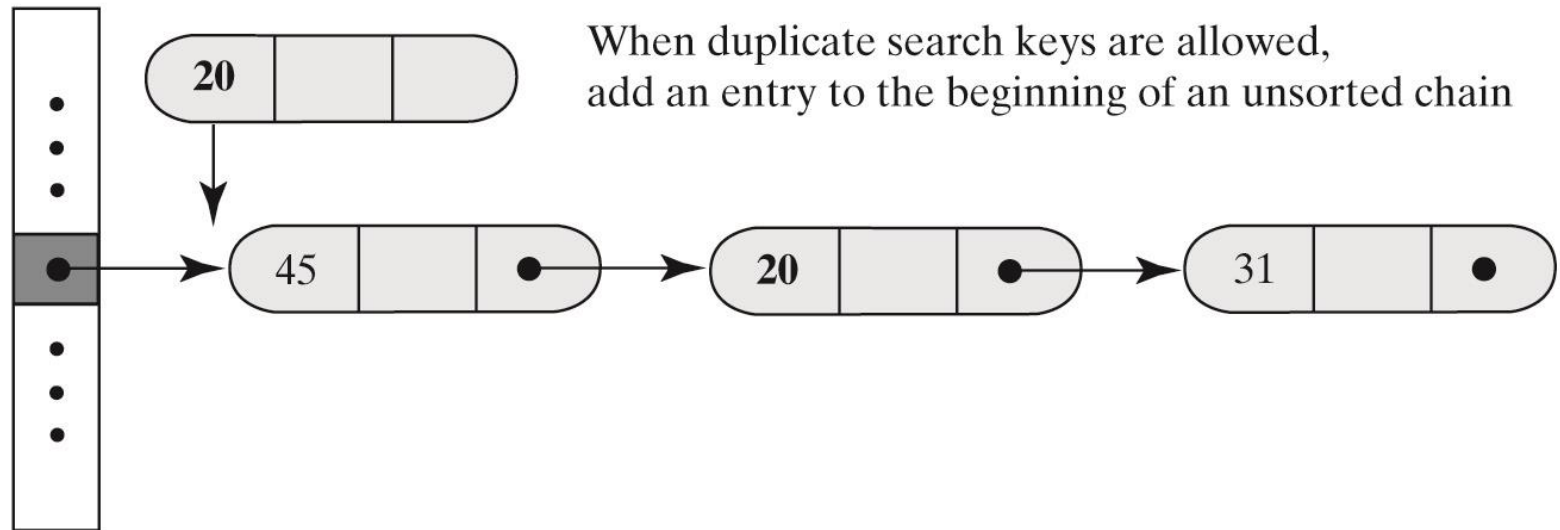 20
When duplicate search keys are allowed,
add an entry to the beginning of an unsorted chain
45
20
31